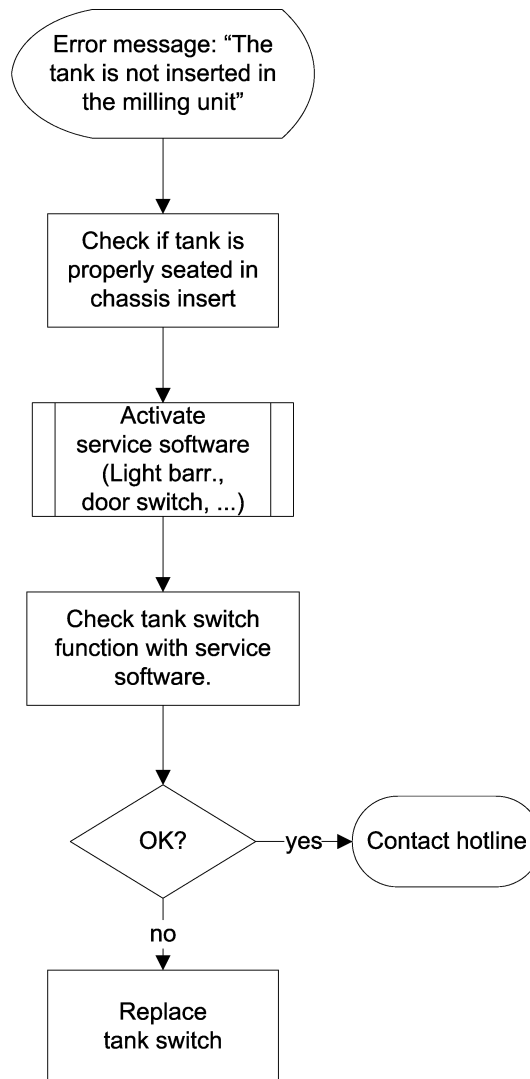 Error message: “The
tank is not inserted in
the milling unit”
Check if tank is
properly seated in
chassis insert
Activate
service software
(Light barr.,
door switch, ...)
Check tank switch
function with service
software.
OK?
yes
Contact hotline
no
Replace
tank switch